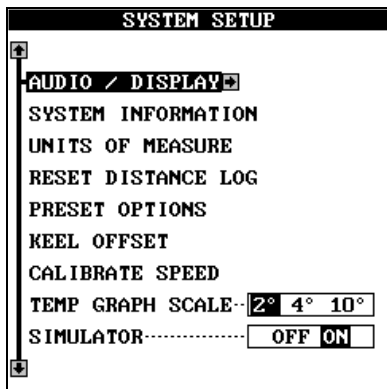 SYSTEM SETUP
AUDIO / DISPLAY
SYSTEM INFORMATION
UNITS OF MEASURE
RESET DISTANCE LOG
PRESET OPTIONS
KEEL OFFSET
CALIBRATE SPEED
TEMP GRAPH SCALE·· 2° 4° 10°
SIMULATOR·············· OFF ON